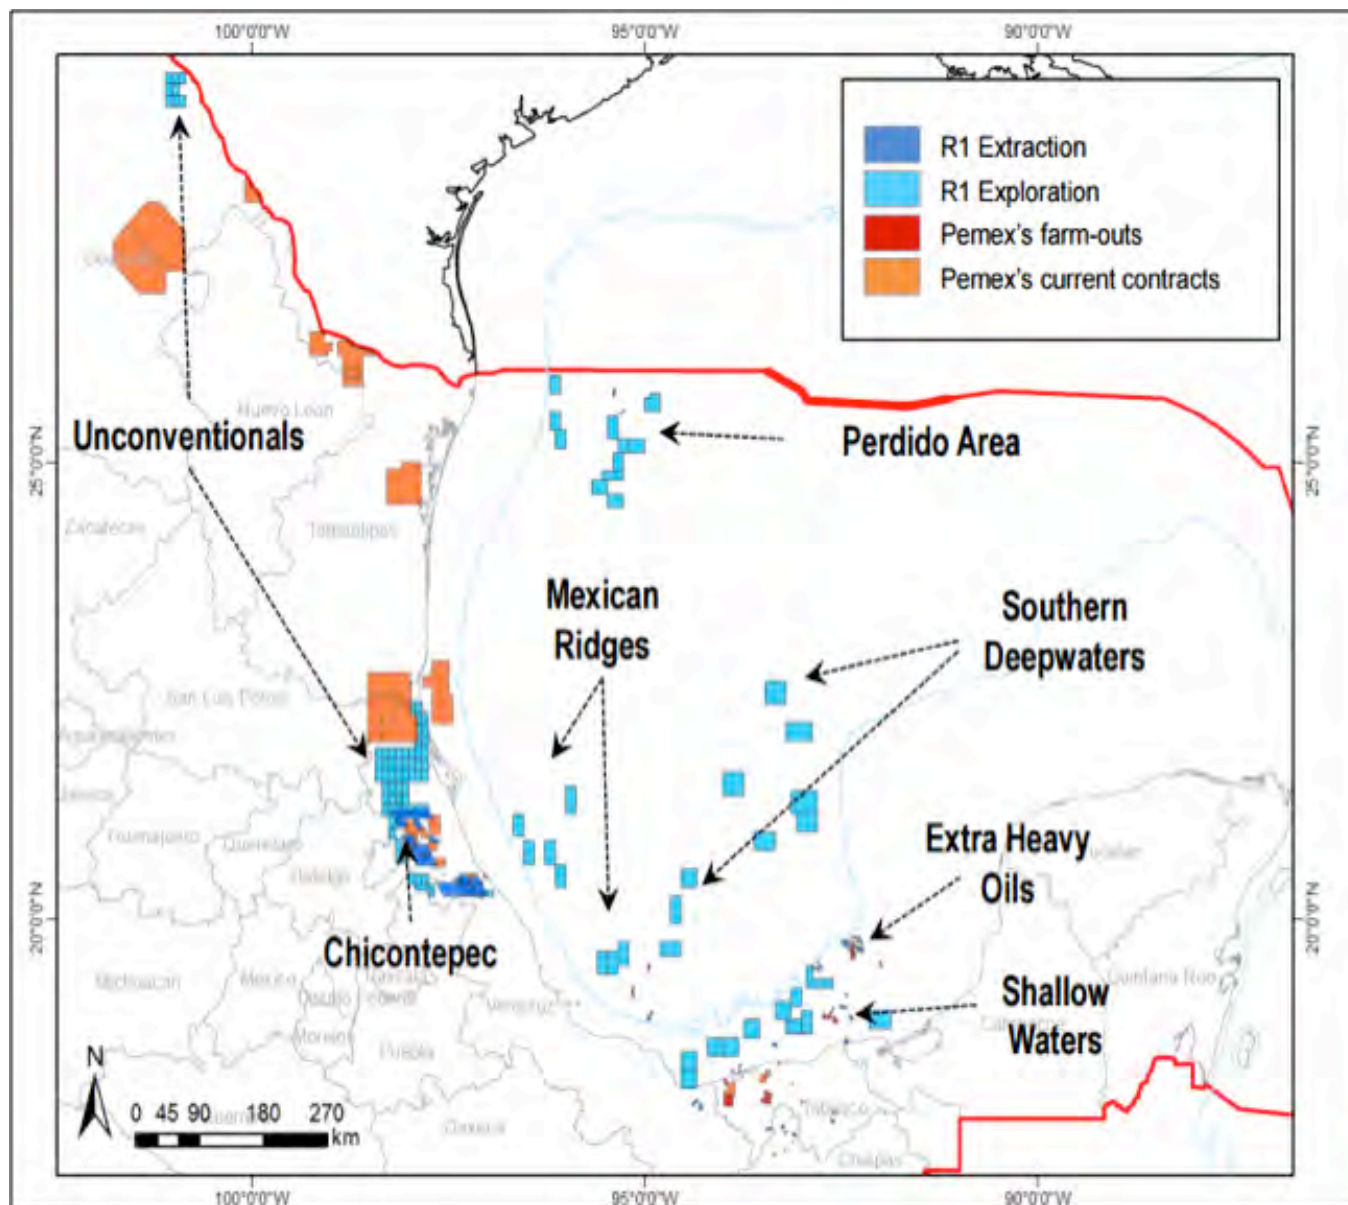 100°0'0"W
95°0'0"W
90°0'0"W
R1 Extraction
R1 Exploration
Pemex's farm-outs
Pemex's current contracts
Nuevo Leon
Unconventionals
Perdido Area
25°0'0"N
25°0'0"N
Zacatecas
Tamaulipas
Mexican
Ridges
Southern
Deepwaters
San Luis Potosi
Aguascalientes
Jalisco
Guanajuato
Queretaro
Hidalgo
Extra Heavy
Oils
Yucatan
20°0'0"N
20°0'0"N
Chicontepec
Michoacan
Mexico
Veracruz
Quintana Roo
Shallow
Waters
Campeche
Morelos
Puebla
N
0 45 90 180 270
km
Guerrero
Oaxaca
Tabasco
Chiapas
100°0'0"W
95°0'0"W
90°0'0"W